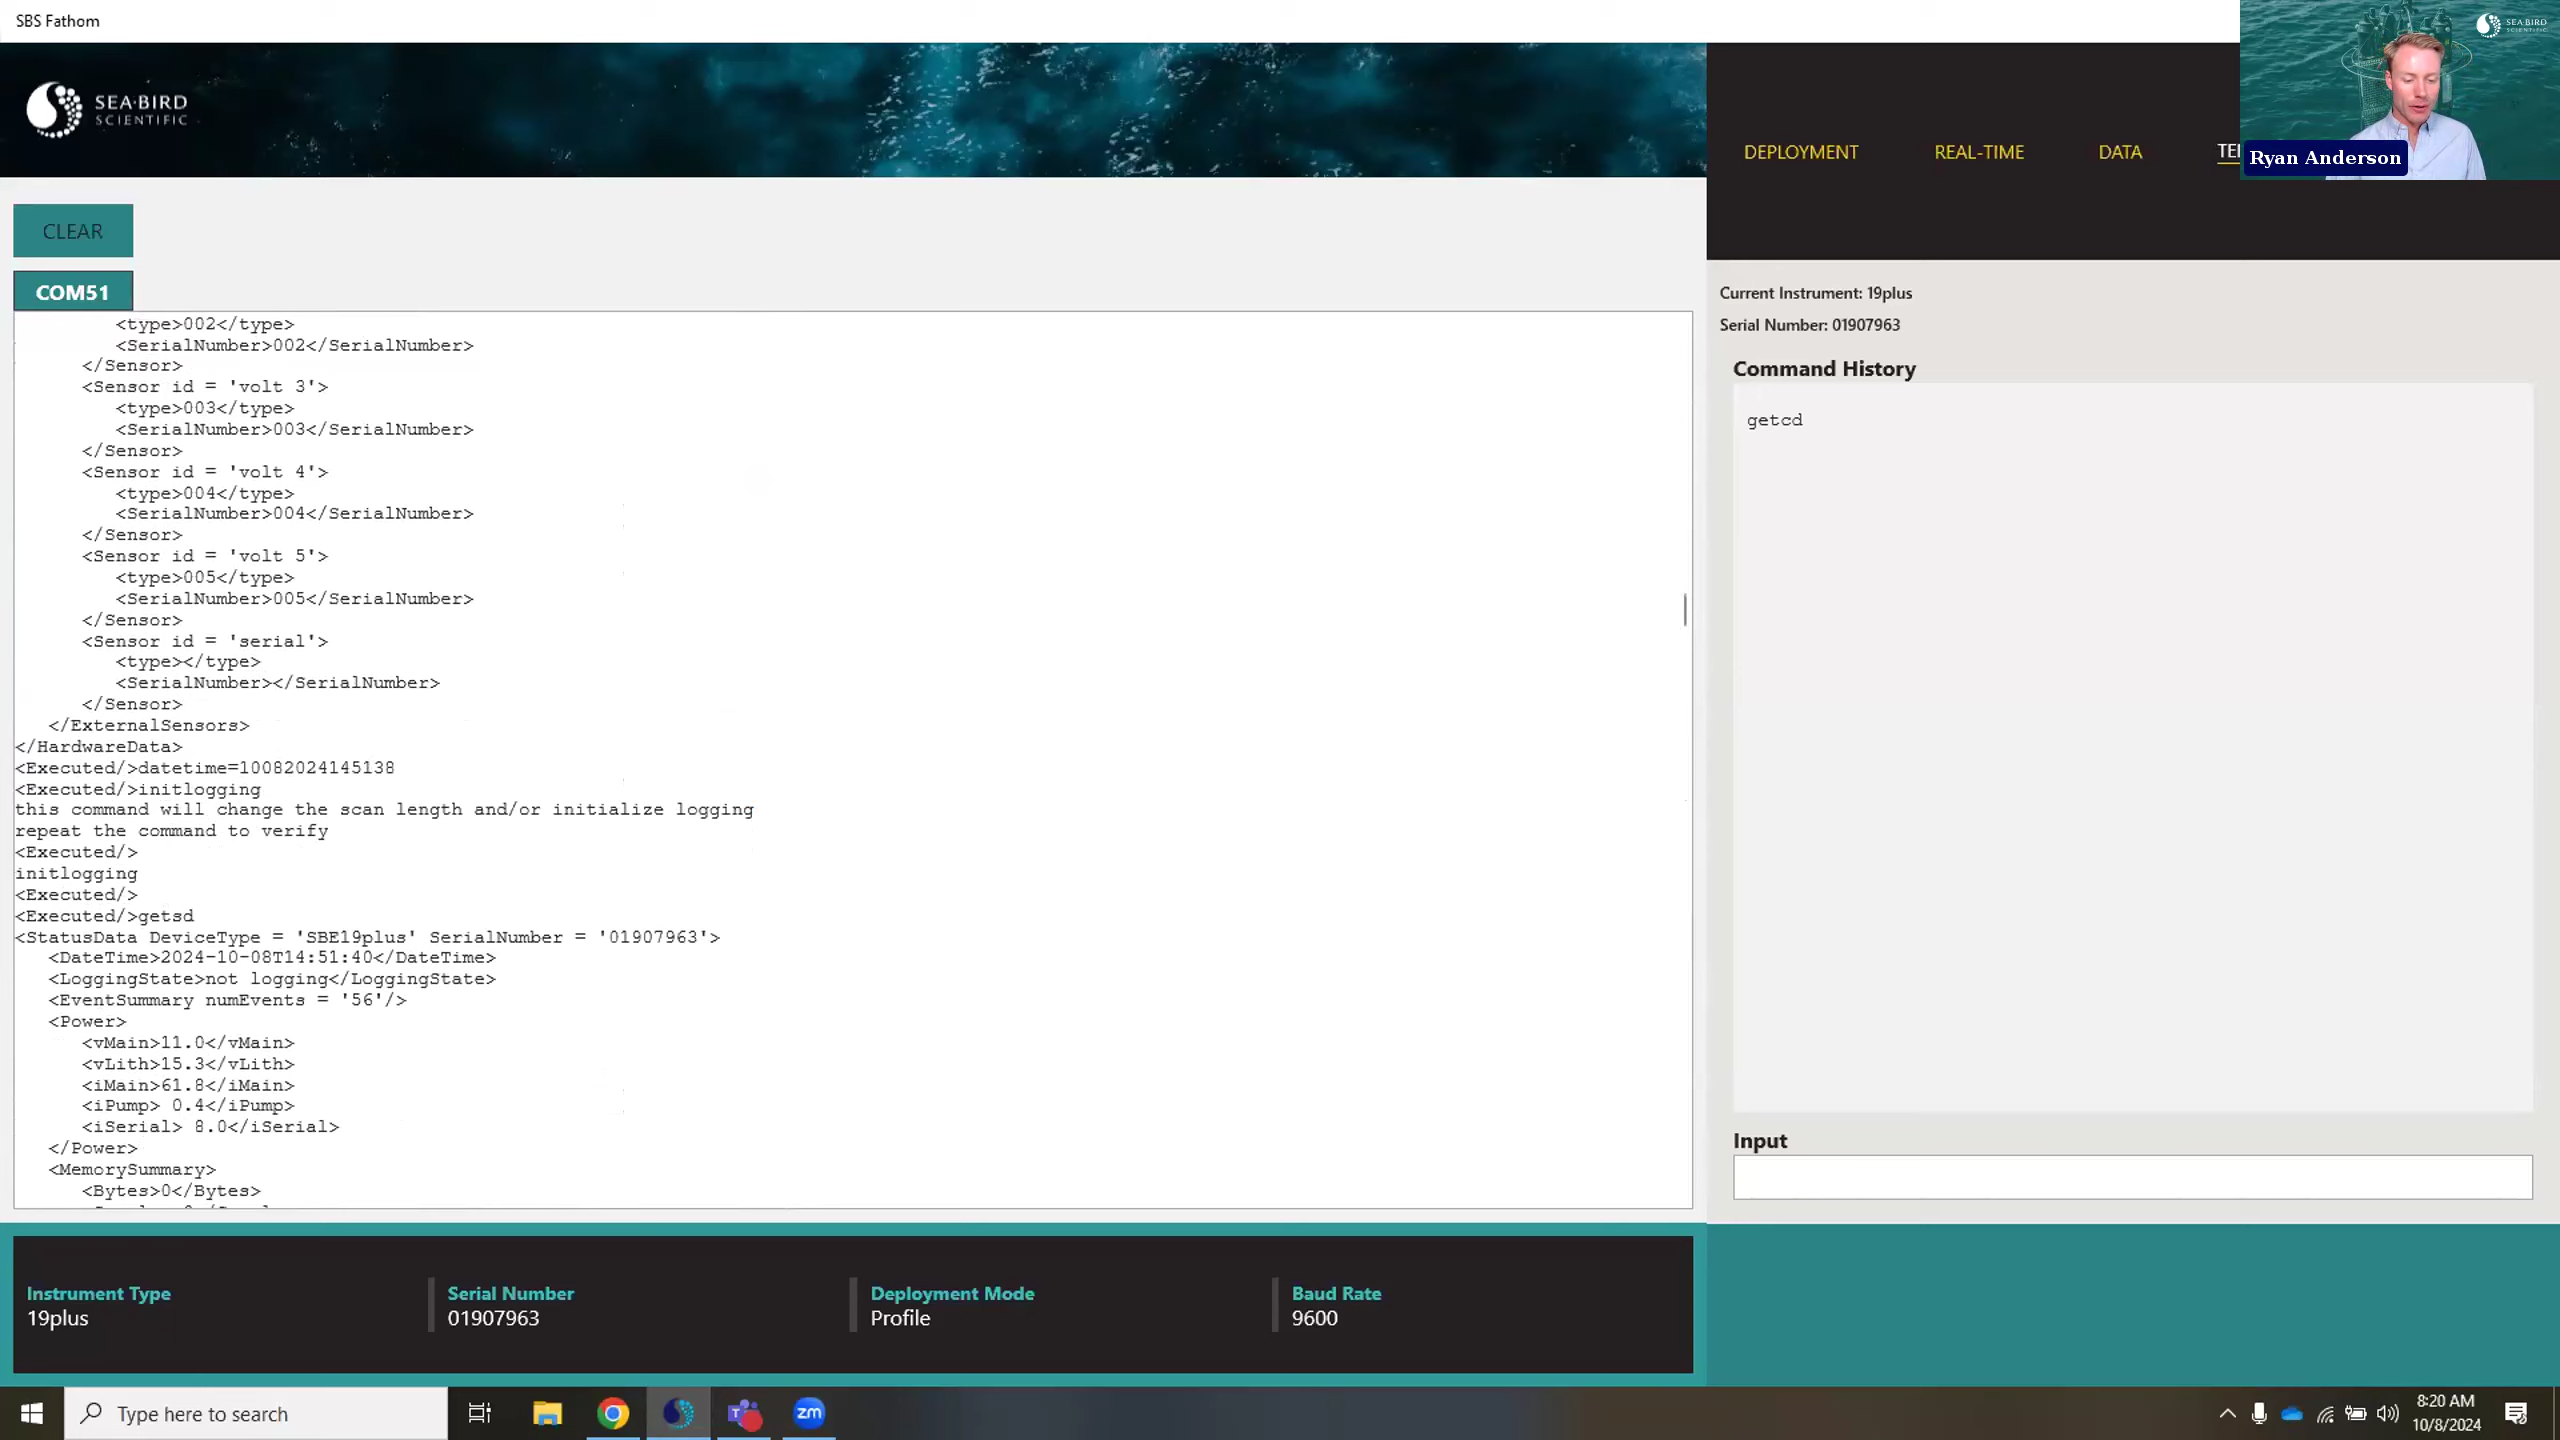 SBS Fathom
SEA·BIRD
SCIENTIFIC
DEPLOYMENT
REAL-TIME
DATA
SEA·BIRD
SCIENTIFIC
Ryan Anderson
CLEAR
COM51
<type>002</type>
<SerialNumber>002</SerialNumber>
</Sensor>
<Sensor id = 'volt 3'>
<type>003</type>
<SerialNumber>003</SerialNumber>
</Sensor>
<Sensor id = 'volt 4'>
<type>004</type>
<SerialNumber>004</SerialNumber>
</Sensor>
<Sensor id = 'volt 5'>
<type>005</type>
<SerialNumber>005</SerialNumber>
</Sensor>
<Sensor id = 'serial'>
<type></type>
<SerialNumber></SerialNumber>
</Sensor>
</ExternalSensors>
</HardwareData>
<Executed/>datetime=10082024145138
<Executed/>initlogging
this command will change the scan length and/or initialize logging
repeat the command to verify
<Executed/>
initlogging
<Executed/>
<Executed/>getsd
<StatusData DeviceType = 'SBE19plus' SerialNumber = '01907963'>
<DateTime>2024-10-08T14:51:40</DateTime>
<LoggingState>not logging</LoggingState>
<EventSummary numEvents = '56'/>
<Power>
<vMain>11.0</vMain>
<vLith>15.3</vLith>
<iMain>61.8</iMain>
<iPump> 0.4</iPump>
<iSerial> 8.0</iSerial>
</Power>
<MemorySummary>
<Bytes>0</Bytes>
Current Instrument: 19plus
Serial Number: 01907963
Command History
getcd
Input
Instrument Type
19plus
Serial Number
01907963
Deployment Mode
Profile
Baud Rate
9600
Type here to search
zm
8:20 AM
10/8/2024